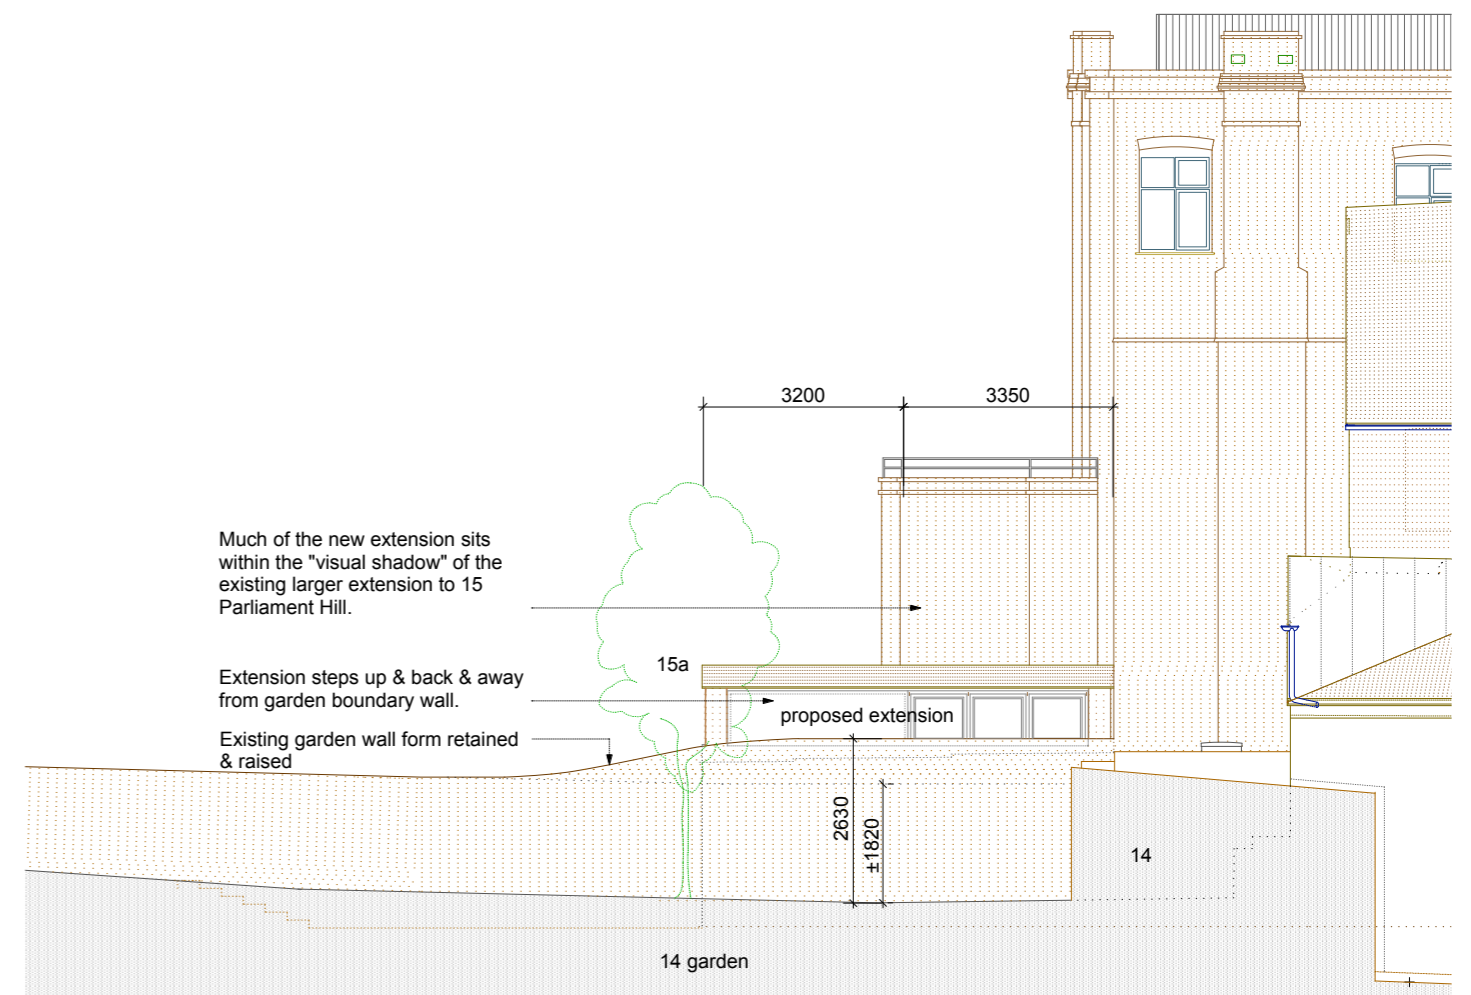 3200
3350
Much of the new extension sits
within the "visual shadow" of the
existing larger extension to 15
Parliament Hill.
15a
Extension steps up & back & away
from garden boundary wall.
proposed extension
Existing garden wall form retained
& raised
2630
±1820
14
14 garden